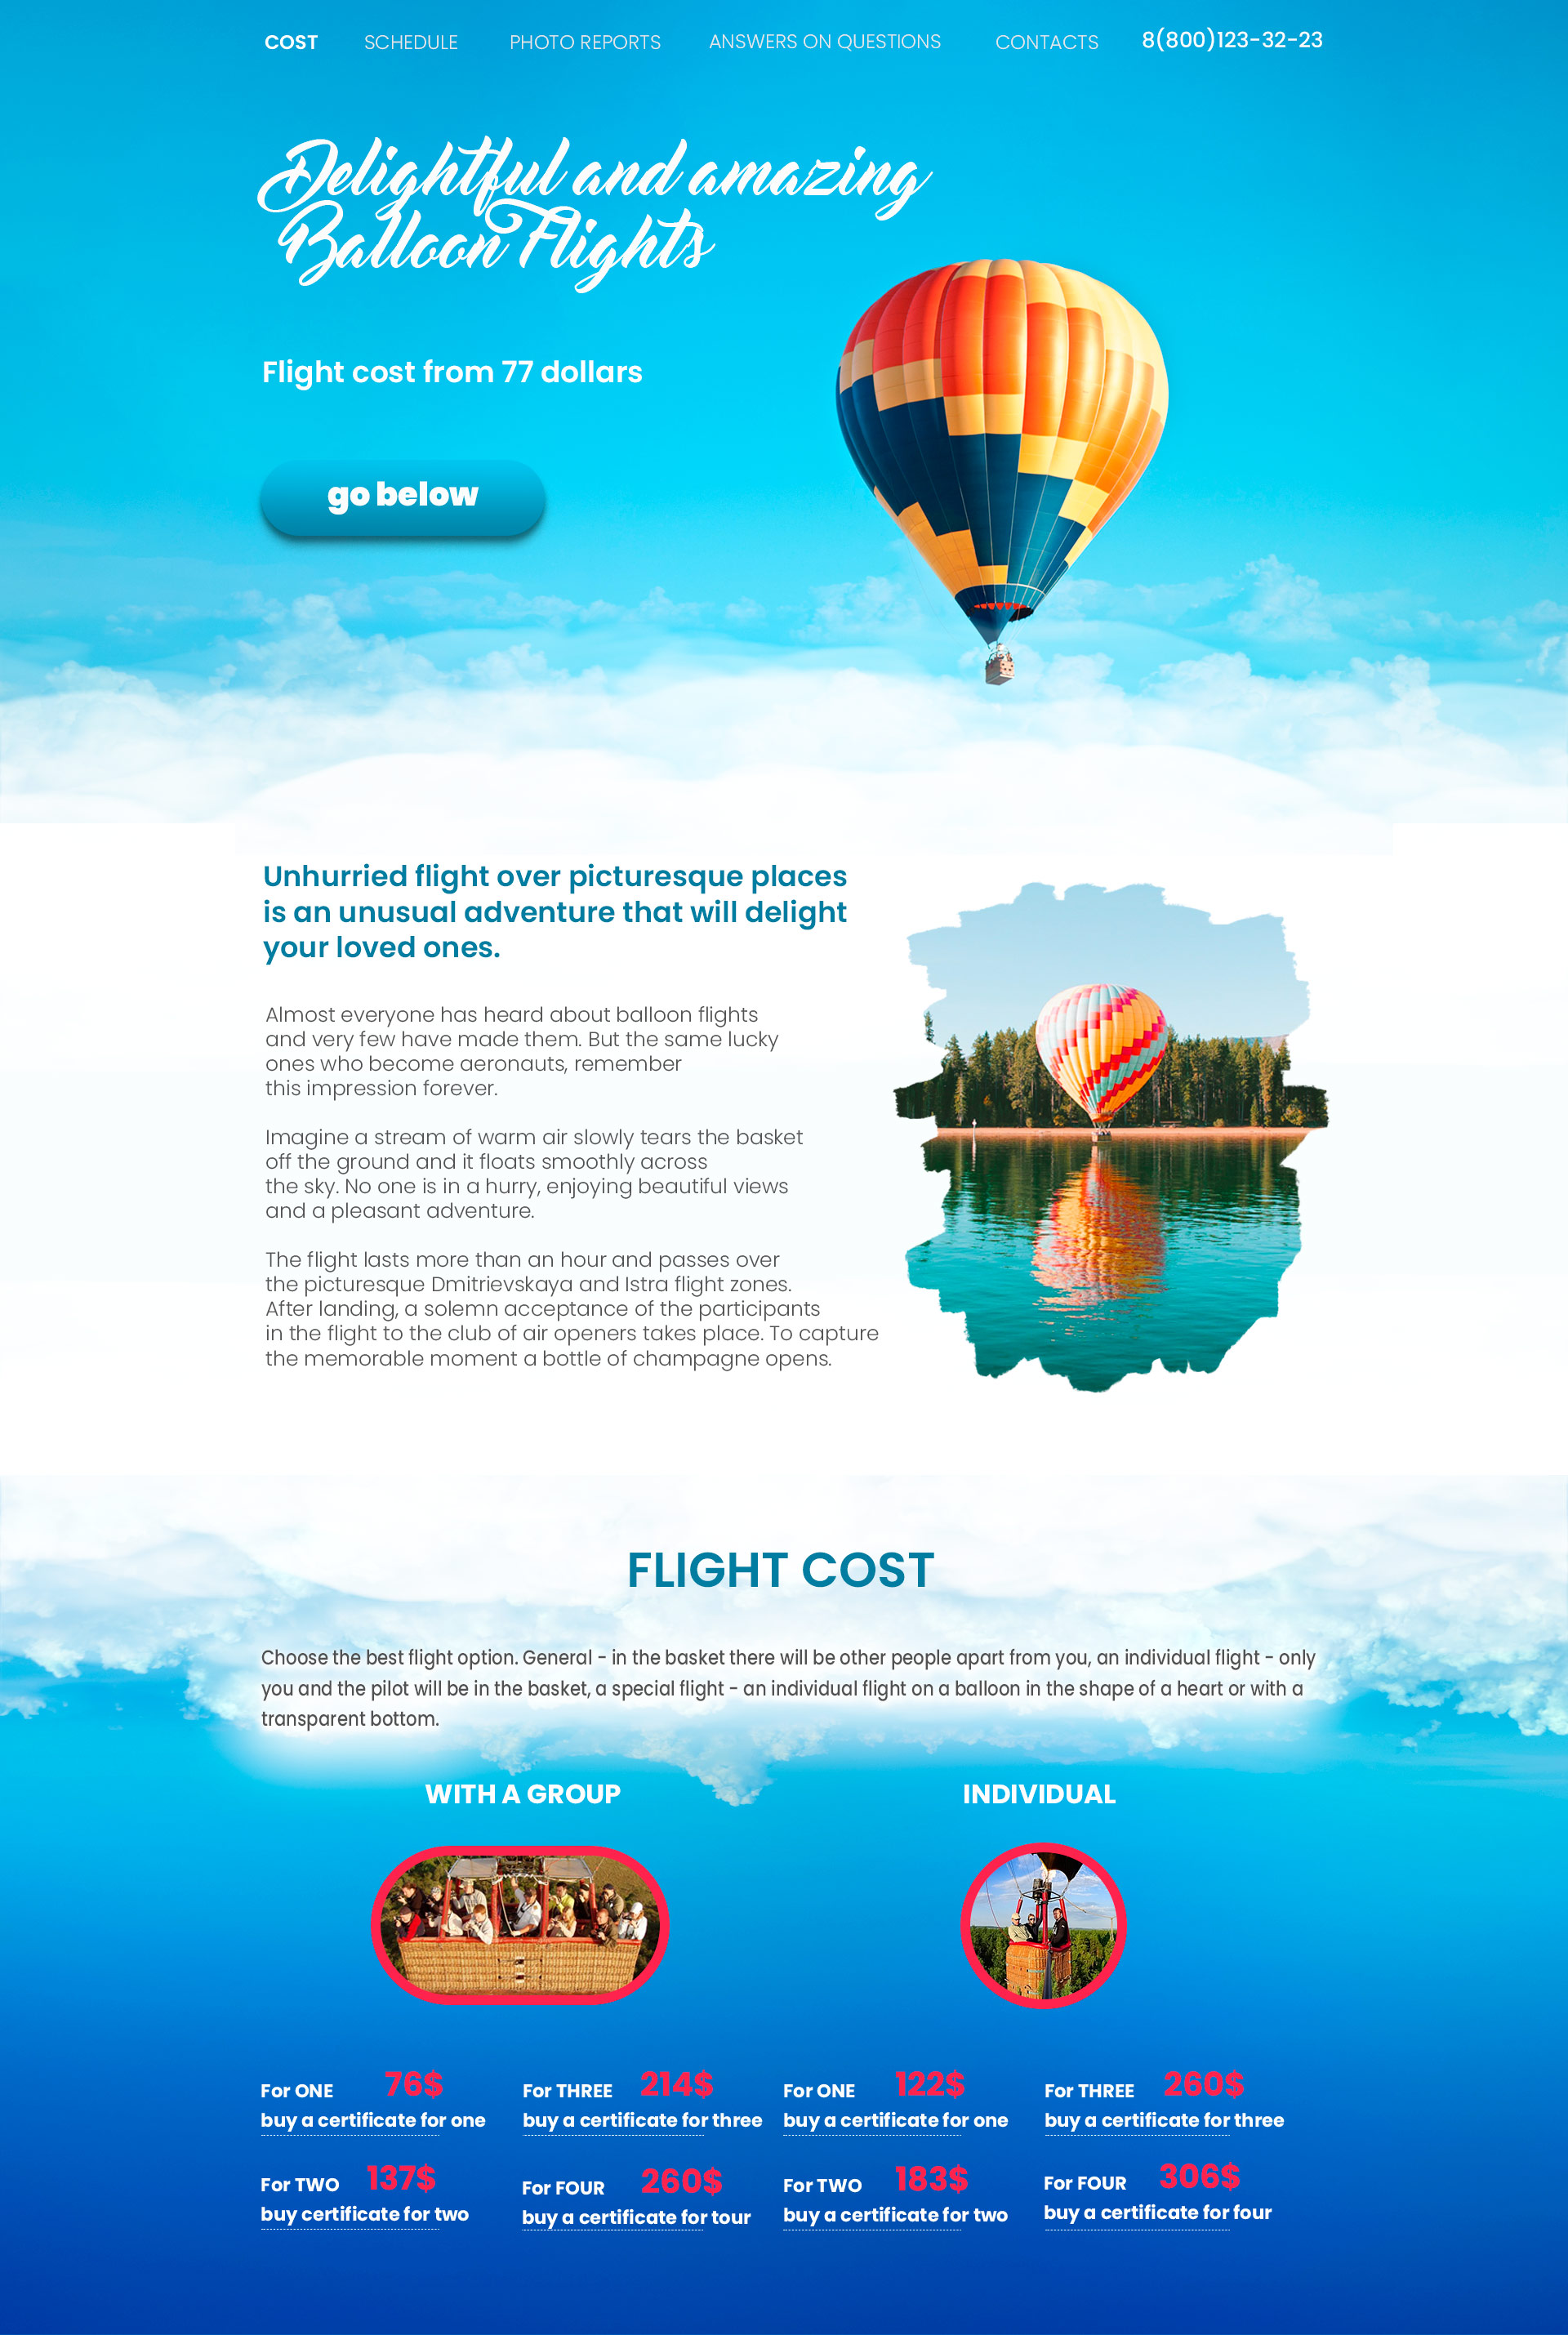 COST SCHEDULE PHOTO REPORTS ANSWERS ON QUESTIONS CONTACTS 8(800)123-32-23
Delightful and amazing
Balloon Flights
Flight cost from 77 dollars
go below
Unhurried flight over picturesque places
is an unusual adventure that will delight
your loved ones.
Almost everyone has heard about balloon flights
and very few have made them. But the same lucky
ones who become aeronauts, remember
this impression forever.
Imagine a stream of warm air slowly tears the basket
off the ground and it floats smoothly across
the sky. No one is in a hurry, enjoying beautiful views
and a pleasant adventure.
The flight lasts more than an hour and passes over
the picturesque Dmitrievskaya and Istra flight zones.
After landing, a solemn acceptance of the participants
in the flight to the club of air openers takes place. To capture
the memorable moment a bottle of champagne opens.
FLIGHT COST
Choose the best flight option. General - in the basket there will be other people apart from you, an individual flight - only
you and the pilot will be in the basket, a special flight - an individual flight on a balloon in the shape of a heart or with a
transparent bottom.
WITH A GROUP
INDIVIDUAL
For ONE 76$
buy a certificate for one
For THREE 214$
buy a certificate for three
For ONE 122$
buy a certificate for one
For THREE 260$
buy a certificate for three
For TWO 137$
buy certificate for two
For FOUR 260$
buy a certificate for tour
For TWO 183$
buy a certificate for two
For FOUR 306$
buy a certificate for four